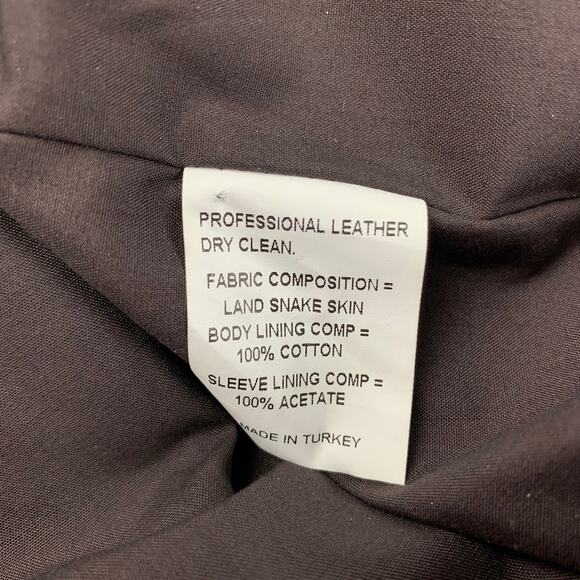 PROFESSIONAL LEATHER
DRY CLEAN.
FABRIC COMPOSITION =
LAND SNAKE SKIN
BODY LINING COMP =
100% COTTON
SLEEVE LINING COMP =
100% ACETATE
MADE IN TURKEY